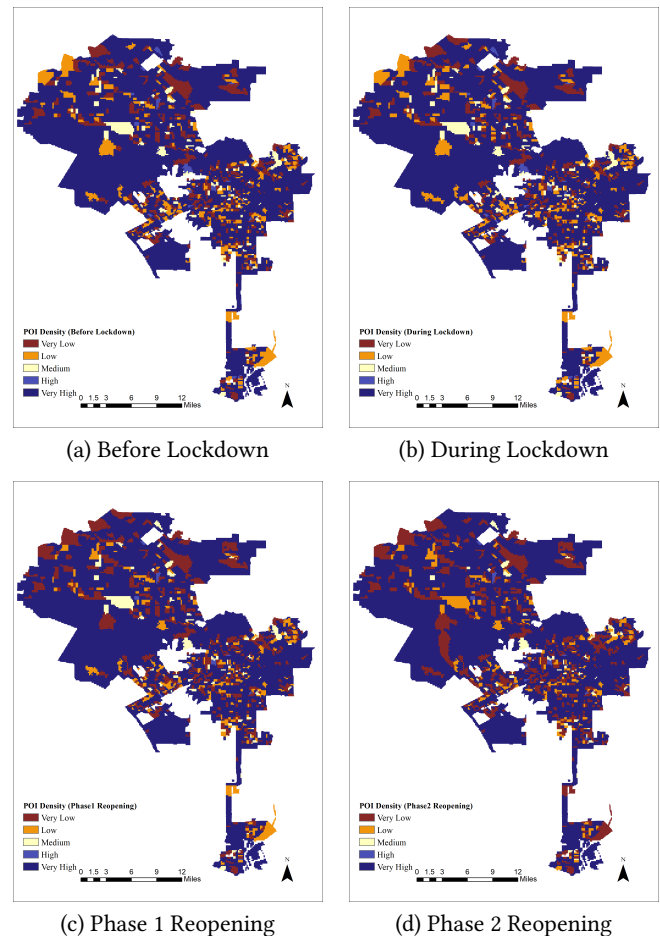 POI Density (Before Lockdown)
Very Low
Low
Medium
High
Very High
0 1.5 3 6 9 12
Miles
N
(a) Before Lockdown
POI Density (During Lockdown)
Very Low
Low
Medium
High
Very High
0 1.5 3 6 9 12
Miles
N
(b) During Lockdown
POI Density (Phase1 Reopening)
Very Low
Low
Medium
High
Very High
0 1.5 3 6 9 12
Miles
N
(c) Phase 1 Reopening
POI Density (Phase2 Reopening)
Very Low
Low
Medium
High
Very High
0 1.5 3 6 9 12
Miles
N
(d) Phase 2 Reopening